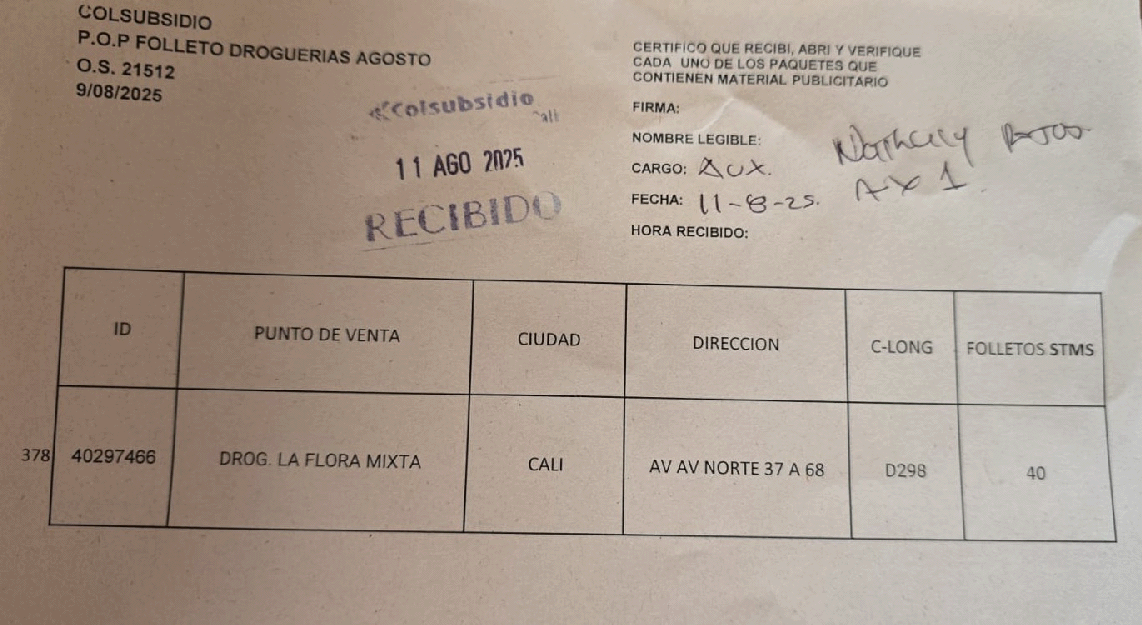 COLSUBSIDIO
P.O.P FOLLETO DROGUERIAS AGOSTO
O.S. 21512
9/08/2025
Colsubsidio
Cali
11 AGO 2025
RECIBIDO
CERTIFICO QUE RECIBI, ABRI Y VERIFIQUE
CADA UNO DE LOS PAQUETES QUE
CONTIENEN MATERIAL PUBLICITARIO
FIRMA:
NOMBRE LEGIBLE:
CARGO: Aux.
FECHA: 11-8-25.
HORA RECIBIDO:
ID PUNTO DE VENTA CIUDAD DIRECCION C-LONG FOLLETOS STMS
378 40297466 DROG. LA FLORA MIXTA CALI AV AV NORTE 37 A 68 D298 40